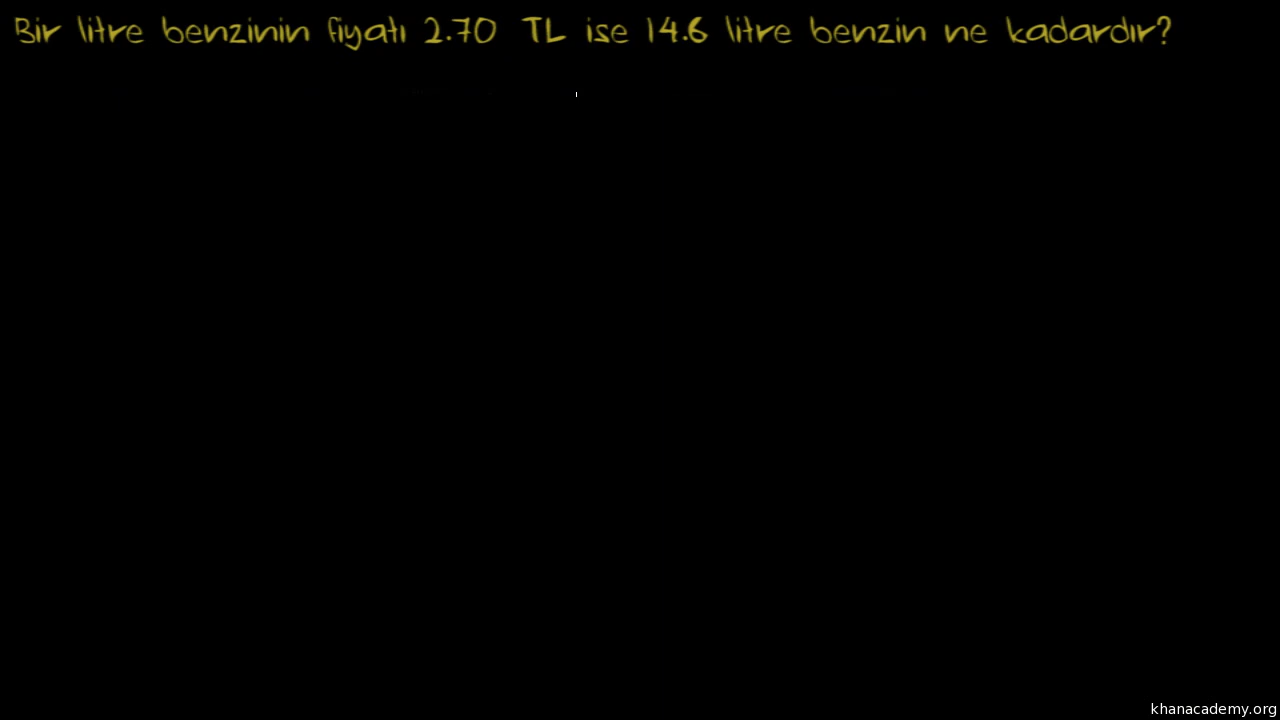 Bir litre benzinin fiyatı 2.70 TL ise 14.6 litre benzin ne kadardır?
khanacademy.org